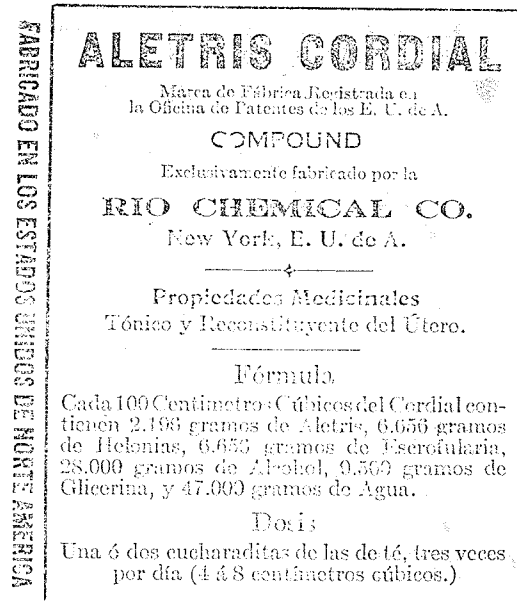 FABRICADO EN LOS ESTADOS UNIDOS DE NORTE AMERICA
ALETRIS CORDIAL
Marca de Fábrica Registrada en
la Oficina de Patentes de los E. U. de A.
COMPOUND
Exclusivamente fabricado por la
RIO CHEMICAL CO.
New York, E. U. de A.
Propiedades Medicinales
Tónico y Reconstituyente del Útero.
Fórmula
Cada 100 Centimetros Cúbicos del Cordial con-
tienen 2.196 gramos de Aletris, 6.656 gramos
de Helonias, 6.656 gramos de Escrofularia,
28.000 gramos de Alcohol, 9.569 gramos de
Glicerina, y 47.000 gramos de Agua.
Dosis
Una ó dos cucharaditas de las de té, tres veces
por día (4 á 8 centímetros cúbicos.)